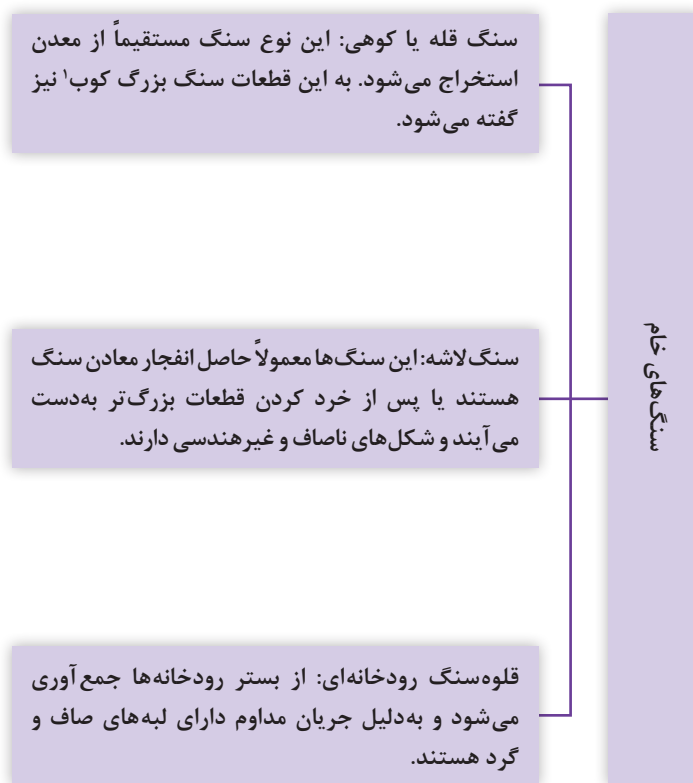 سنگ‌های خام
سنگ قله یا کوهی: این نوع سنگ مستقیماً از معدن
استخراج می‌شود. به این قطعات سنگ بزرگ کوب۱ نیز
گفته می‌شود.
سنگ‌لاشه: این سنگ‌ها معمولاً حاصل انفجار معادن سنگ
هستند یا پس از خرد کردن قطعات بزرگ‌تر به‌دست
می‌آیند و شکل‌های ناصاف و غیرهندسی دارند.
قلوه‌سنگ رودخانه‌ای: از بستر رودخانه‌ها جمع‌آوری
می‌شود و به‌دلیل جریان مداوم دارای لبه‌های صاف و
گرد هستند.